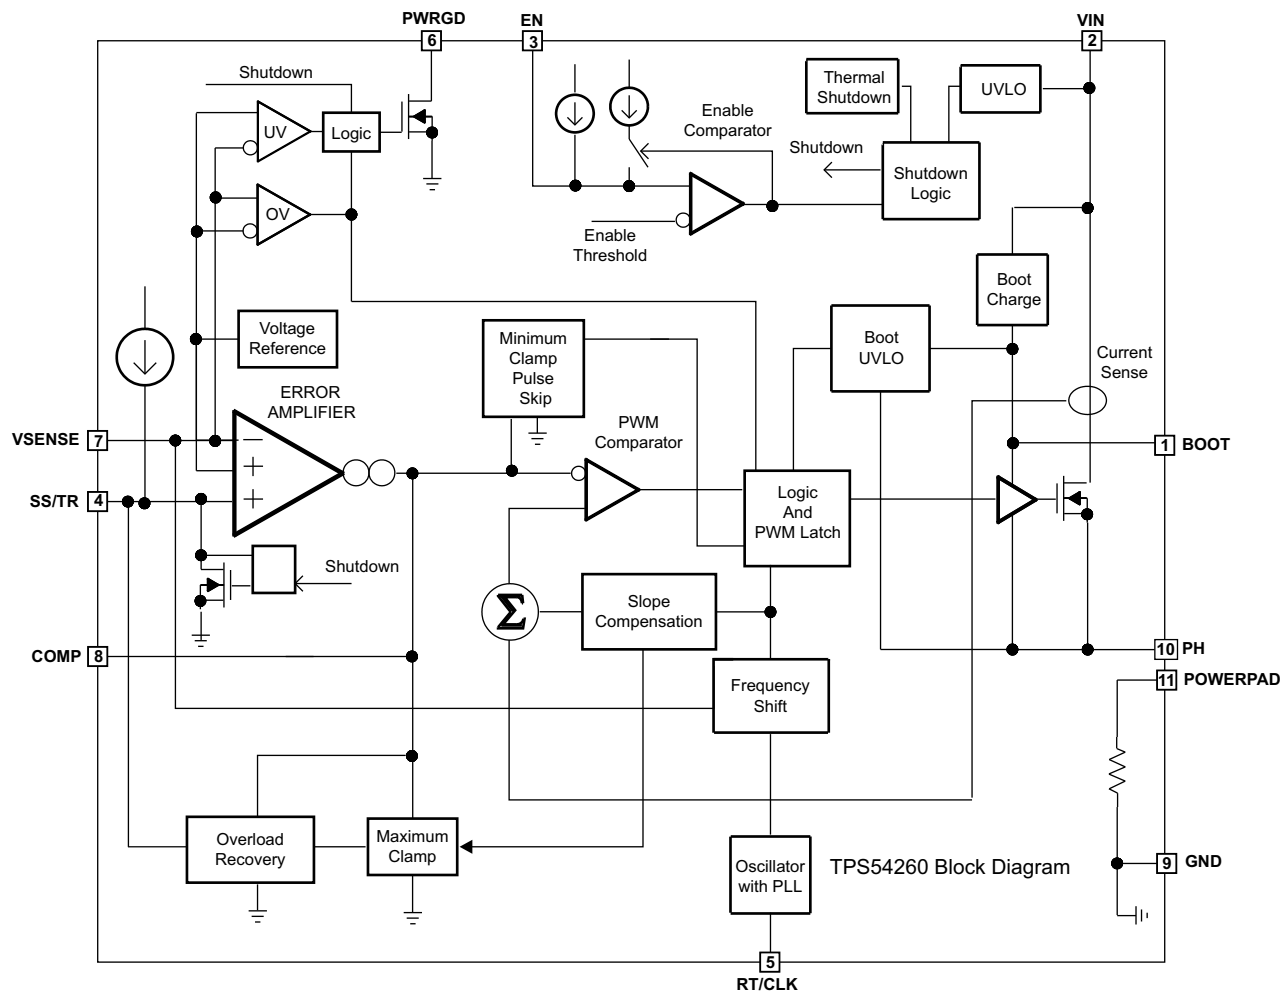 PWRGD
EN
VIN
6
3
2
Shutdown
Thermal
Shutdown
UVLO
UV
Logic
Enable
Comparator
Shutdown
Shutdown
Logic
OV
Enable
Threshold
Boot
Charge
Voltage
Reference
Minimum
Clamp
Pulse
Skip
Boot
UVLO
Current
Sense
ERROR
AMPLIFIER
PWM
Comparator
VSENSE 7
1 BOOT
−
+
+
SS/TR 4
Logic
And
PWM Latch
Shutdown
Σ
Slope
Compensation
COMP 8
10 PH
11 POWERPAD
Frequency
Shift
Overload
Recovery
Maximum
Clamp
Oscillator
with PLL
TPS54260 Block Diagram
9 GND
5
RT/CLK